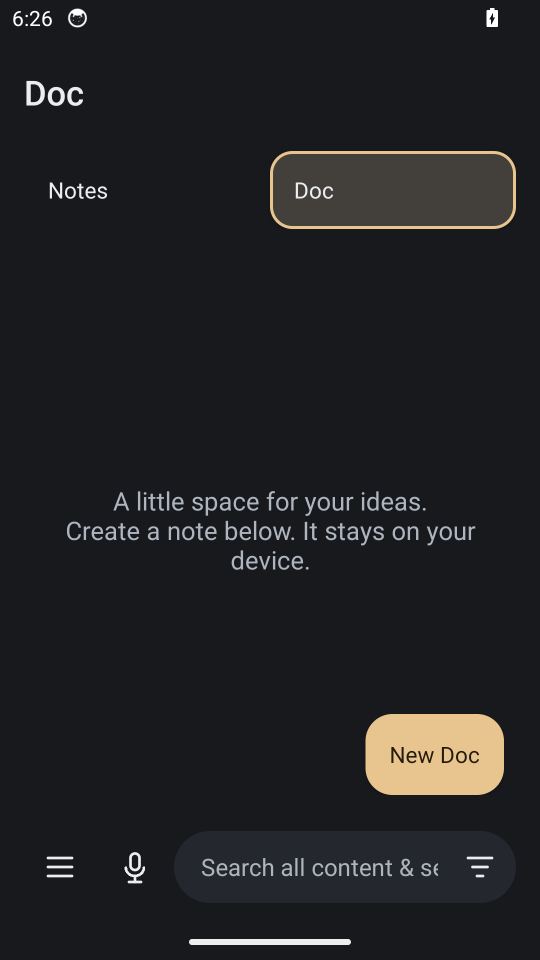 6:26
Doc
Notes
Doc
A little space for your ideas.
Create a note below. It stays on your
device.
New Doc
Search all content &